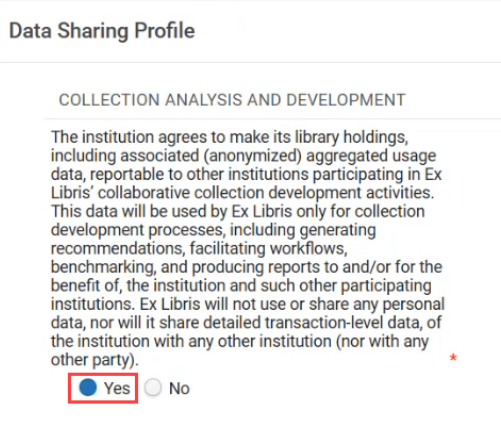 Data Sharing Profile
COLLECTION ANALYSIS AND DEVELOPMENT
The institution agrees to make its library holdings,
including associated (anonymized) aggregated usage
data, reportable to other institutions participating in Ex
Libris' collaborative collection development activities.
This data will be used by Ex Libris only for collection
development processes, including generating
recommendations, facilitating workflows,
benchmarking, and producing reports to and/or for the
benefit of, the institution and such other participating
institutions. Ex Libris will not use or share any personal
data, nor will it share detailed transaction-level data, of
the institution with any other institution (nor with any
other party). *
Yes No